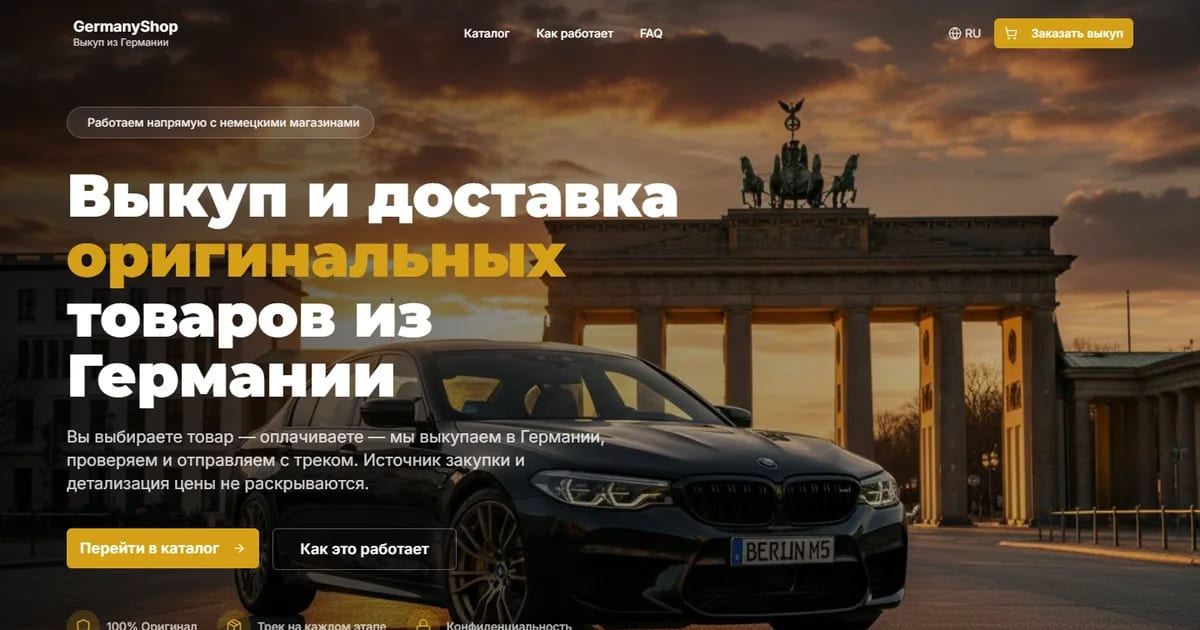 GermanyShop
Выкуп из Германии
Каталог
Как работает
FAQ
RU
Заказать выкуп
Работаем напрямую с немецкими магазинами
Выкуп и доставка
оригинальных
товаров из
Германии
Вы выбираете товар — оплачиваете — мы выкупаем в Германии,
проверяем и отправляем с треком. Источник закупки и
детализация цены не раскрываются.
Перейти в каталог →
Как это работает
BERLIN M5
100% Оригинал
Трек на каждом этапе
Конфиденциальность